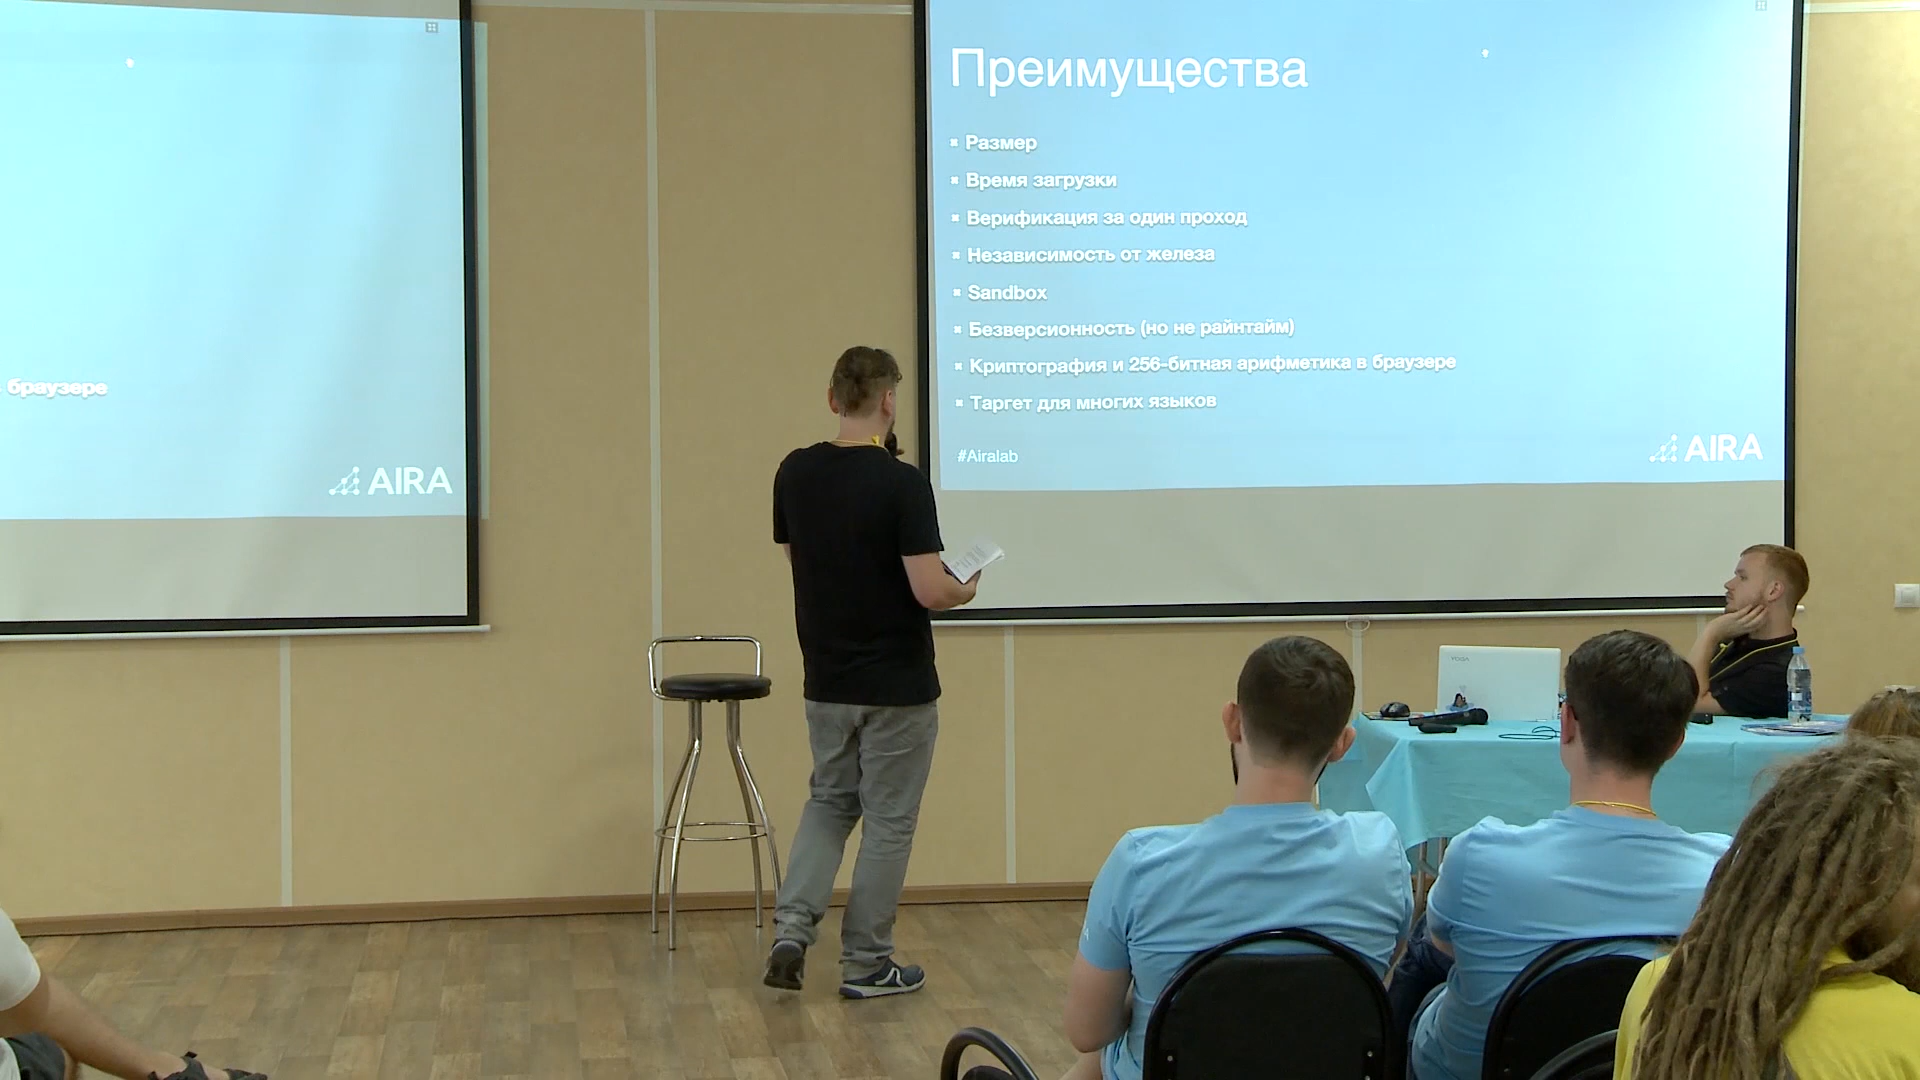 браузере
AIRA
Преимущества
Размер
Время загрузки
Верификация за один проход
Независимость от железа
Sandbox
Безверсионность (но не райнтайм)
Криптография и 256-битная арифметика в браузере
Таргет для многих языков
#Airalab
AIRA
YOGA